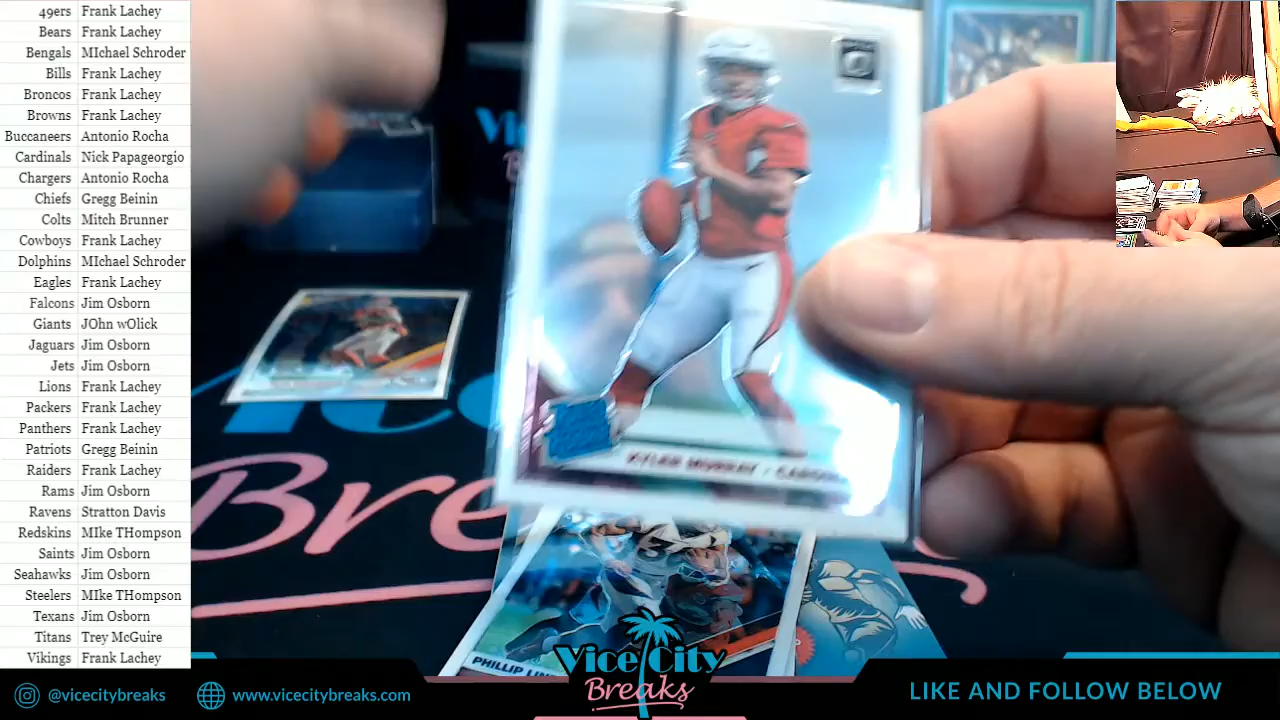 49ers Frank Lachey
Bears Frank Lachey
Bengals MIchael Schroder
Bills Frank Lachey
Broncos Frank Lachey
Browns Frank Lachey
Buccaneers Antonio Rocha
Cardinals Nick Papageorgio
Chargers Antonio Rocha
Chiefs Gregg Beinin
Colts Mitch Brunner
Cowboys Frank Lachey
Dolphins MIchael Schroder
Eagles Frank Lachey
Falcons Jim Osborn
Giants JOhn wOlick
Jaguars Jim Osborn
Jets Jim Osborn
Lions Frank Lachey
Packers Frank Lachey
Panthers Frank Lachey
Patriots Gregg Beinin
Raiders Frank Lachey
Rams Jim Osborn
Ravens Stratton Davis
Redskins MIke THompson
Saints Jim Osborn
Seahawks Jim Osborn
Steelers MIke THompson
Texans Jim Osborn
Titans Trey McGuire
Vikings Frank Lachey
KYLER MURRAY
Bre
PHILLIP
Vice City
Breaks
@vicecitybreaks
www.vicecitybreaks.com
LIKE AND FOLLOW BELOW